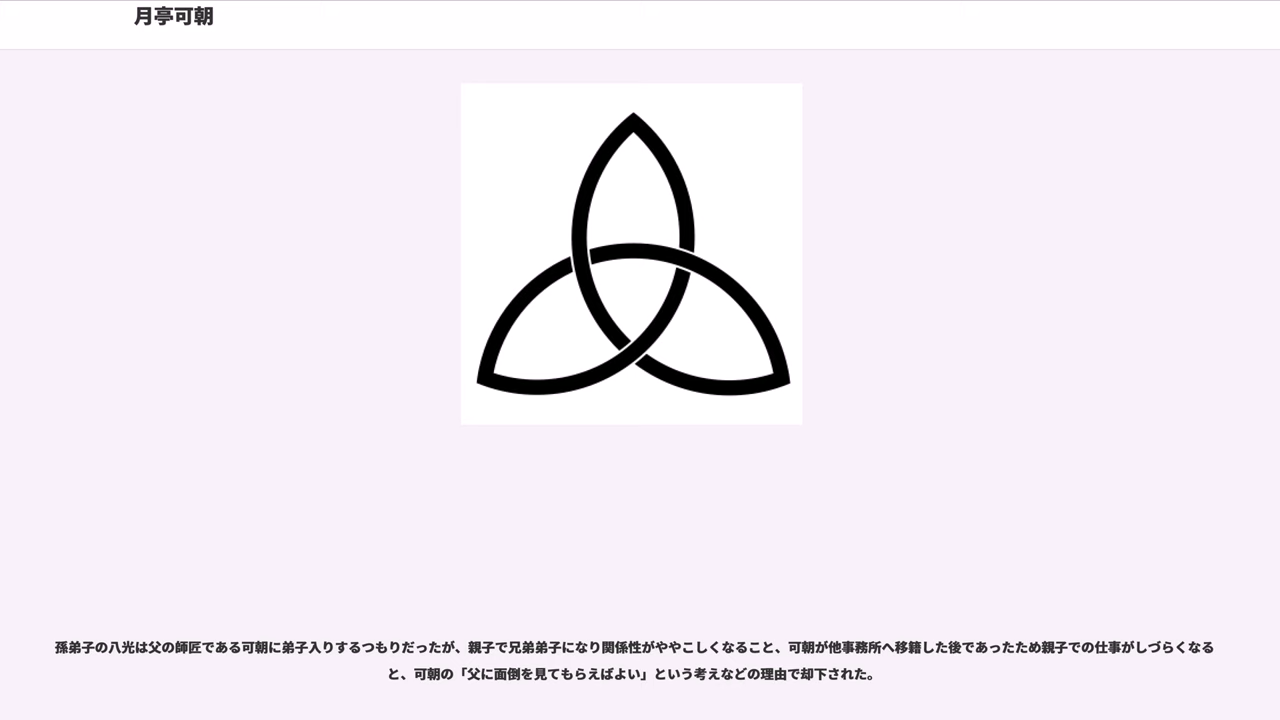 月亭可朝
孫弟子の八光は父の師匠である可朝に弟子入りするつもりだったが、親子で兄弟弟子になり関係性がややこしくなること、可朝が他事務所へ移籍した後であったため親子での仕事がしづらくなる
と、可朝の「父に面倒を見てもらえばよい」という考えなどの理由で却下された。